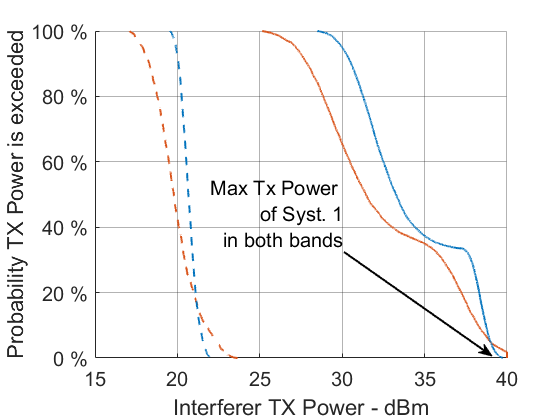 Probability TX Power is exceeded
100 %
80 %
60 %
40 %
20 %
0 %
Max Tx Power
of Syst. 1
in both bands
15
20
25
30
35
40
Interferer TX Power - dBm